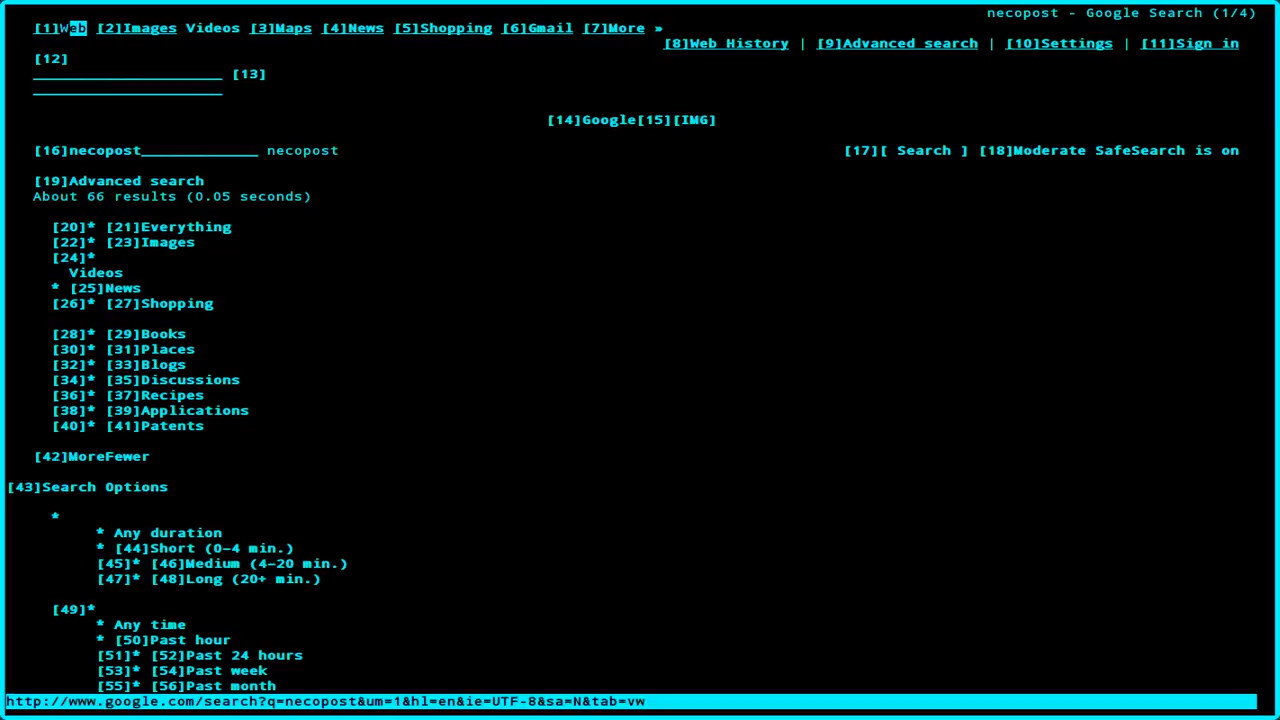 necopost - Google Search (1/4)
[1]Web [2]Images Videos [3]Maps [4]News [5]Shopping [6]Gmail [7]More »
[8]Web History | [9]Advanced search | [10]Settings | [11]Sign in
[12]
_____________________ [13]
_____________________
[14]Google[15][IMG]
[16]necopost_____________ necopost [17][ Search ] [18]Moderate SafeSearch is on
[19]Advanced search
About 66 results (0.05 seconds)
[20]* [21]Everything
[22]* [23]Images
[24]*
Videos
* [25]News
[26]* [27]Shopping
[28]* [29]Books
[30]* [31]Places
[32]* [33]Blogs
[34]* [35]Discussions
[36]* [37]Recipes
[38]* [39]Applications
[40]* [41]Patents
[42]MoreFewer
[43]Search Options
*
* Any duration
* [44]Short (0-4 min.)
[45]* [46]Medium (4-20 min.)
[47]* [48]Long (20+ min.)
[49]*
* Any time
* [50]Past hour
[51]* [52]Past 24 hours
[53]* [54]Past week
[55]* [56]Past month
http://www.google.com/search?q=necopost&um=1&hl=en&ie=UTF-8&sa=N&tab=vw